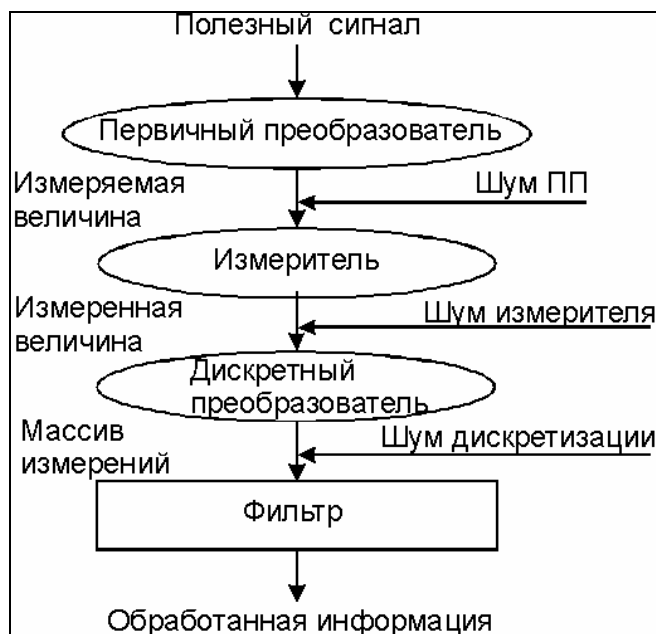 Полезный сигнал
Первичный преобразователь
Измеряемая
величина
Шум ПП
Измеритель
Измеренная
величина
Шум измерителя
Дискретный
преобразователь
Массив
измерений
Шум дискретизации
Фильтр
Обработанная информация